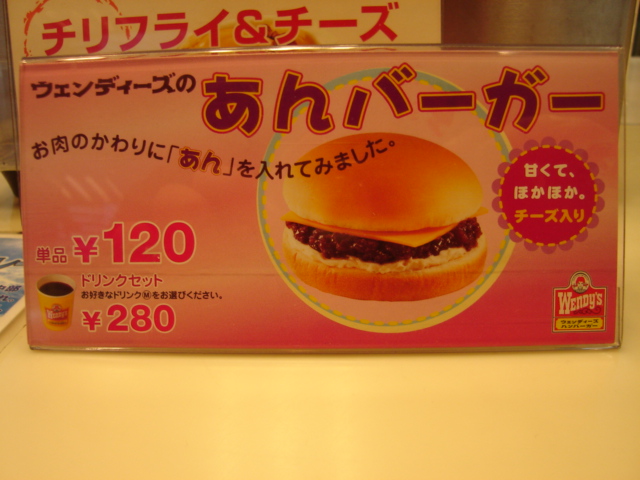 チリフライ&チーズ
ウェンディーズの
あんバーガー
お肉のかわりに「あん」を入れてみました。
甘くて、
ほかほか。
チーズ入り
単品 ¥120
ドリンクセット
お好きなドリンクⓂをお選びください。
¥280
WENDY'S
ウェンディーズ
ハンバーガー